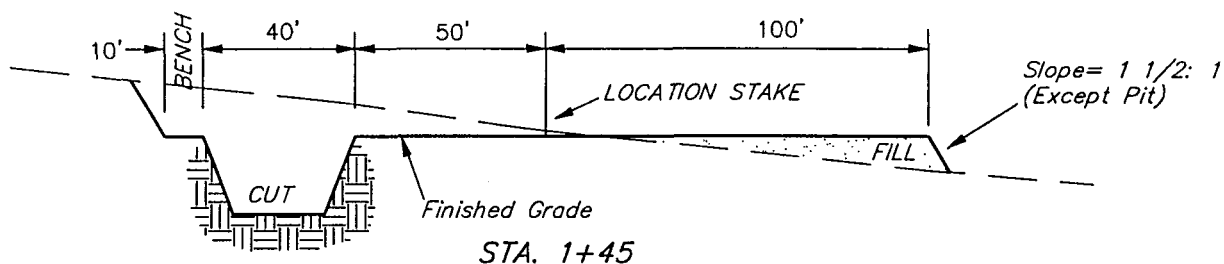 10'
BENCH
40'
50'
100'
LOCATION STAKE
Slope= 1 1/2: 1
(Except Pit)
FILL
CUT
Finished Grade
STA. 1+45